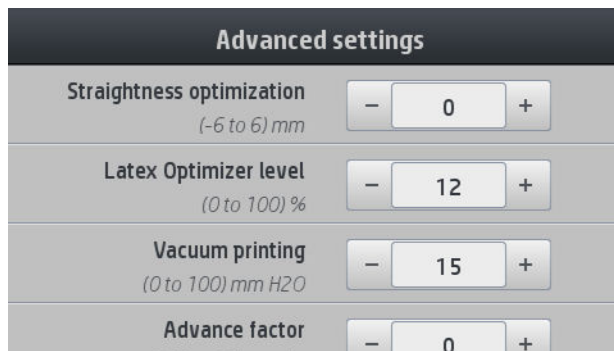 Advanced settings
Straightness optimization
(-6 to 6) mm
− 0 +
Latex Optimizer level
(0 to 100) %
− 12 +
Vacuum printing
(0 to 100) mm H2O
− 15 +
Advance factor
− 0 +